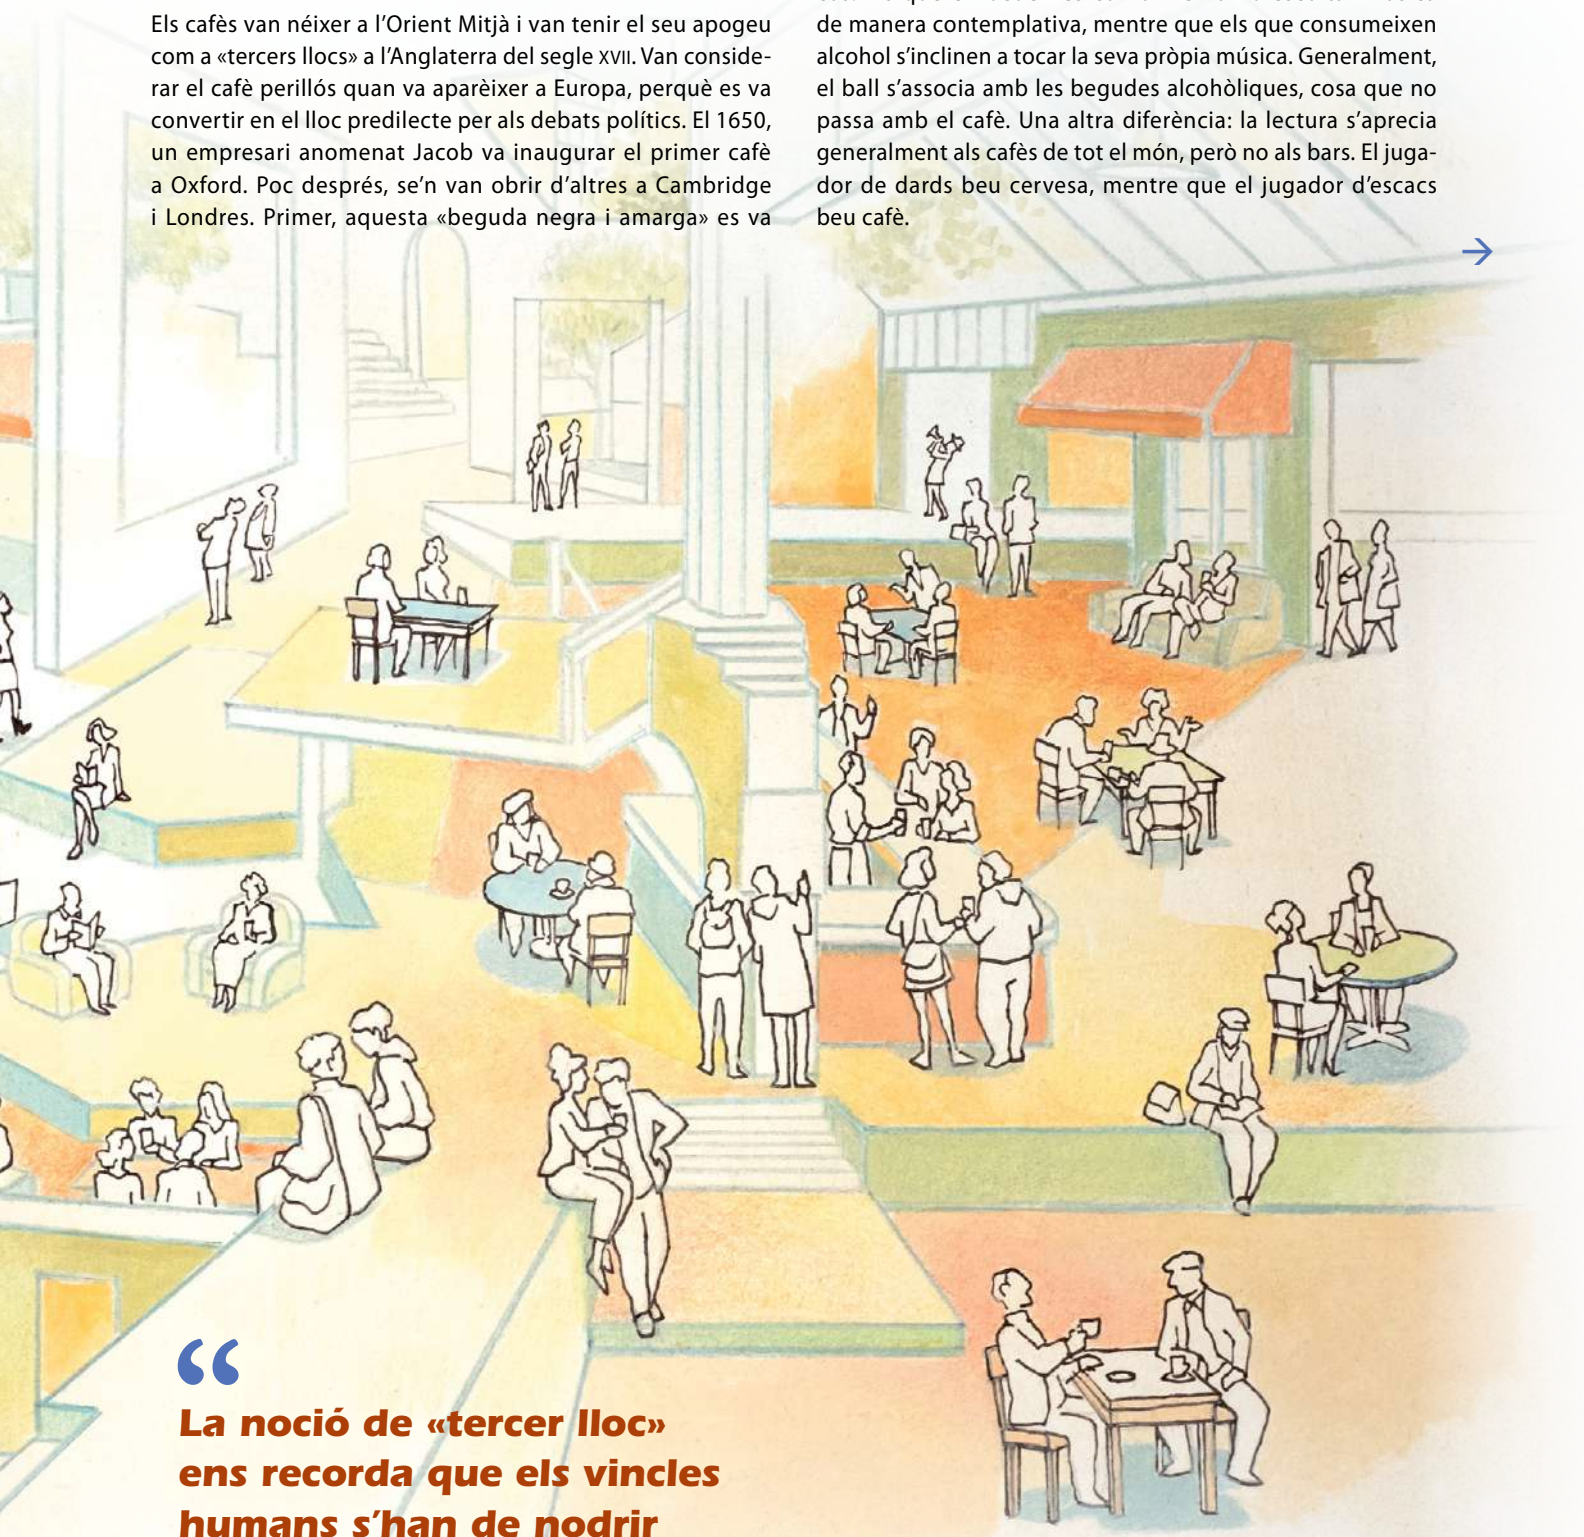 Els cafès van néixer a l’Orient Mitjà i van tenir el seu apogeu
com a «tercers llocs» a l’Anglaterra del segle XVII. Van conside-
rar el cafè perillós quan va aparèixer a Europa, perquè es va
convertir en el lloc predilecte per als debats polítics. El 1650,
un empresari anomenat Jacob va inaugurar el primer cafè
a Oxford. Poc després, se’n van obrir d’altres a Cambridge
i Londres. Primer, aquesta «beguda negra i amarga» es va
de manera contemplativa, mentre que els que consumeixen
alcohol s’inclinen a tocar la seva pròpia música. Generalment,
el ball s’associa amb les begudes alcohòliques, cosa que no
passa amb el cafè. Una altra diferència: la lectura s’aprecia
generalment als cafès de tot el món, però no als bars. El juga-
dor de dards beu cervesa, mentre que el jugador d’escacs
beu cafè.
“
La noció de «tercer lloc»
ens recorda que els vincles
humans s’han de nodrir